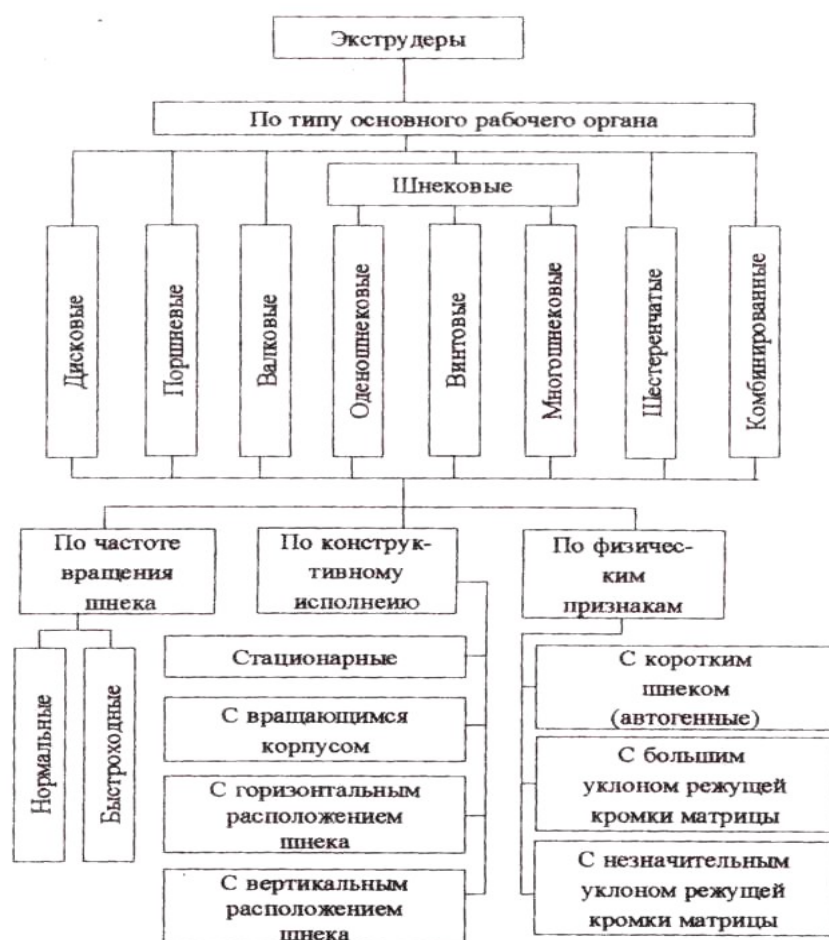 Экструдеры
По типу основного рабочего органа
Шнековые
Дисковые
Поршневые
Валковые
Оденошнековые
Винтовые
Многошнековые
Шестеренчатые
Комбинированные
По частоте
вращения
шнека
По конструк-
тивному
исполнеию
По физичес-
ким
признакам
Нормальные
Быстроходные
Стационарные
С вращающимся
корпусом
С горизонтальным
расположением
шнека
С вертикальным
расположением
шнека
С коротким
шнеком
(автогенные)
С большим
уклоном режущей
кромки матрицы
С незначительным
уклоном режущей
кромки матрицы